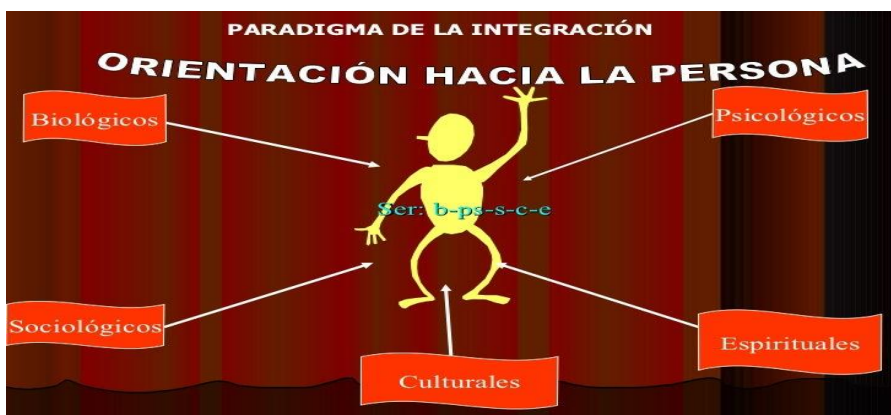 PARADIGMA DE LA INTEGRACIÓN
ORIENTACIÓN HACIA LA PERSONA
Biológicos
Psicológicos
Ser: b-ps-s-c-e
Sociológicos
Espirituales
Culturales